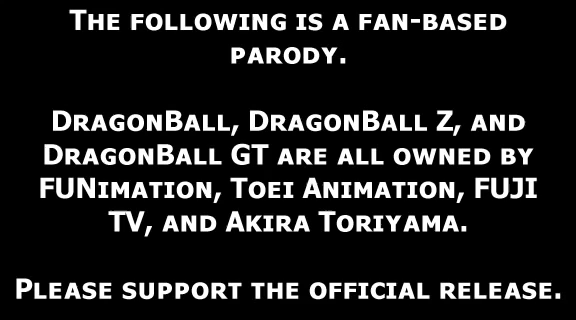 The following is a fan-based
parody.
DragonBall, DragonBall Z, and
DragonBall GT are all owned by
FUNimation, Toei Animation, FUJI
TV, and Akira Toriyama.
Please support the official release.